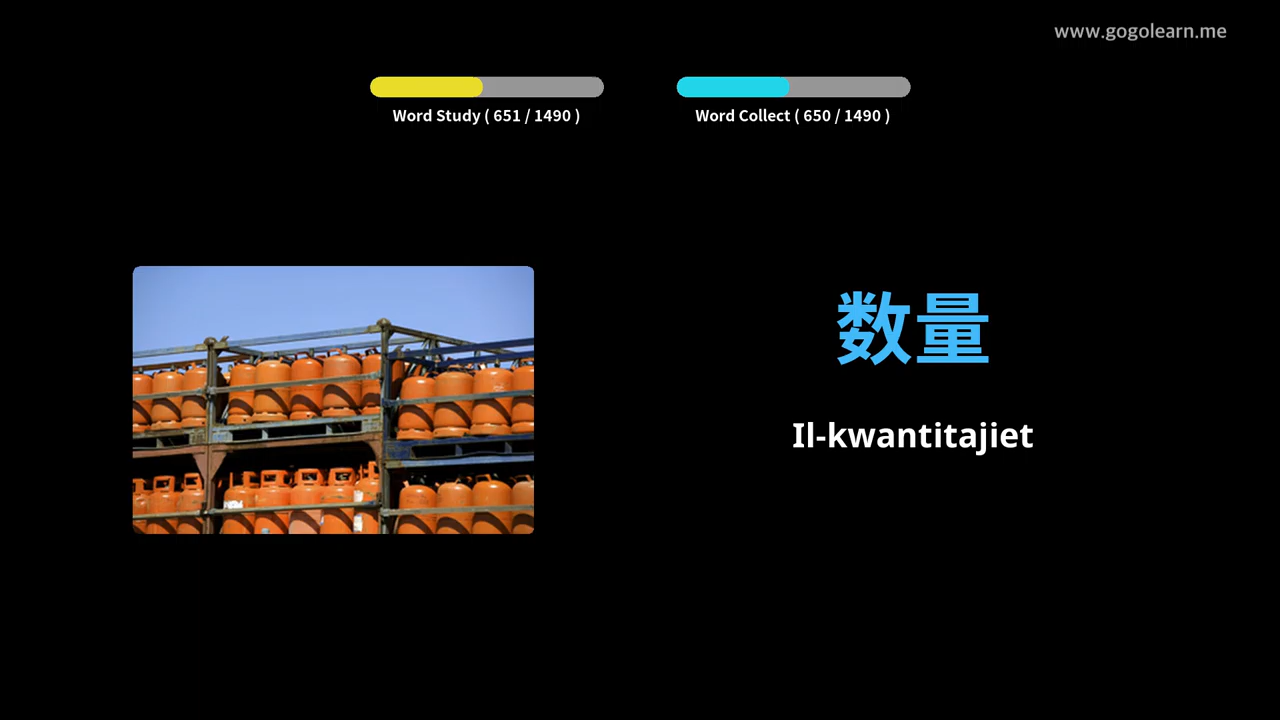 www.gogolearn.me
Word Study ( 651 / 1490 )
Word Collect ( 650 / 1490 )
数量
Il-kwantitajiet